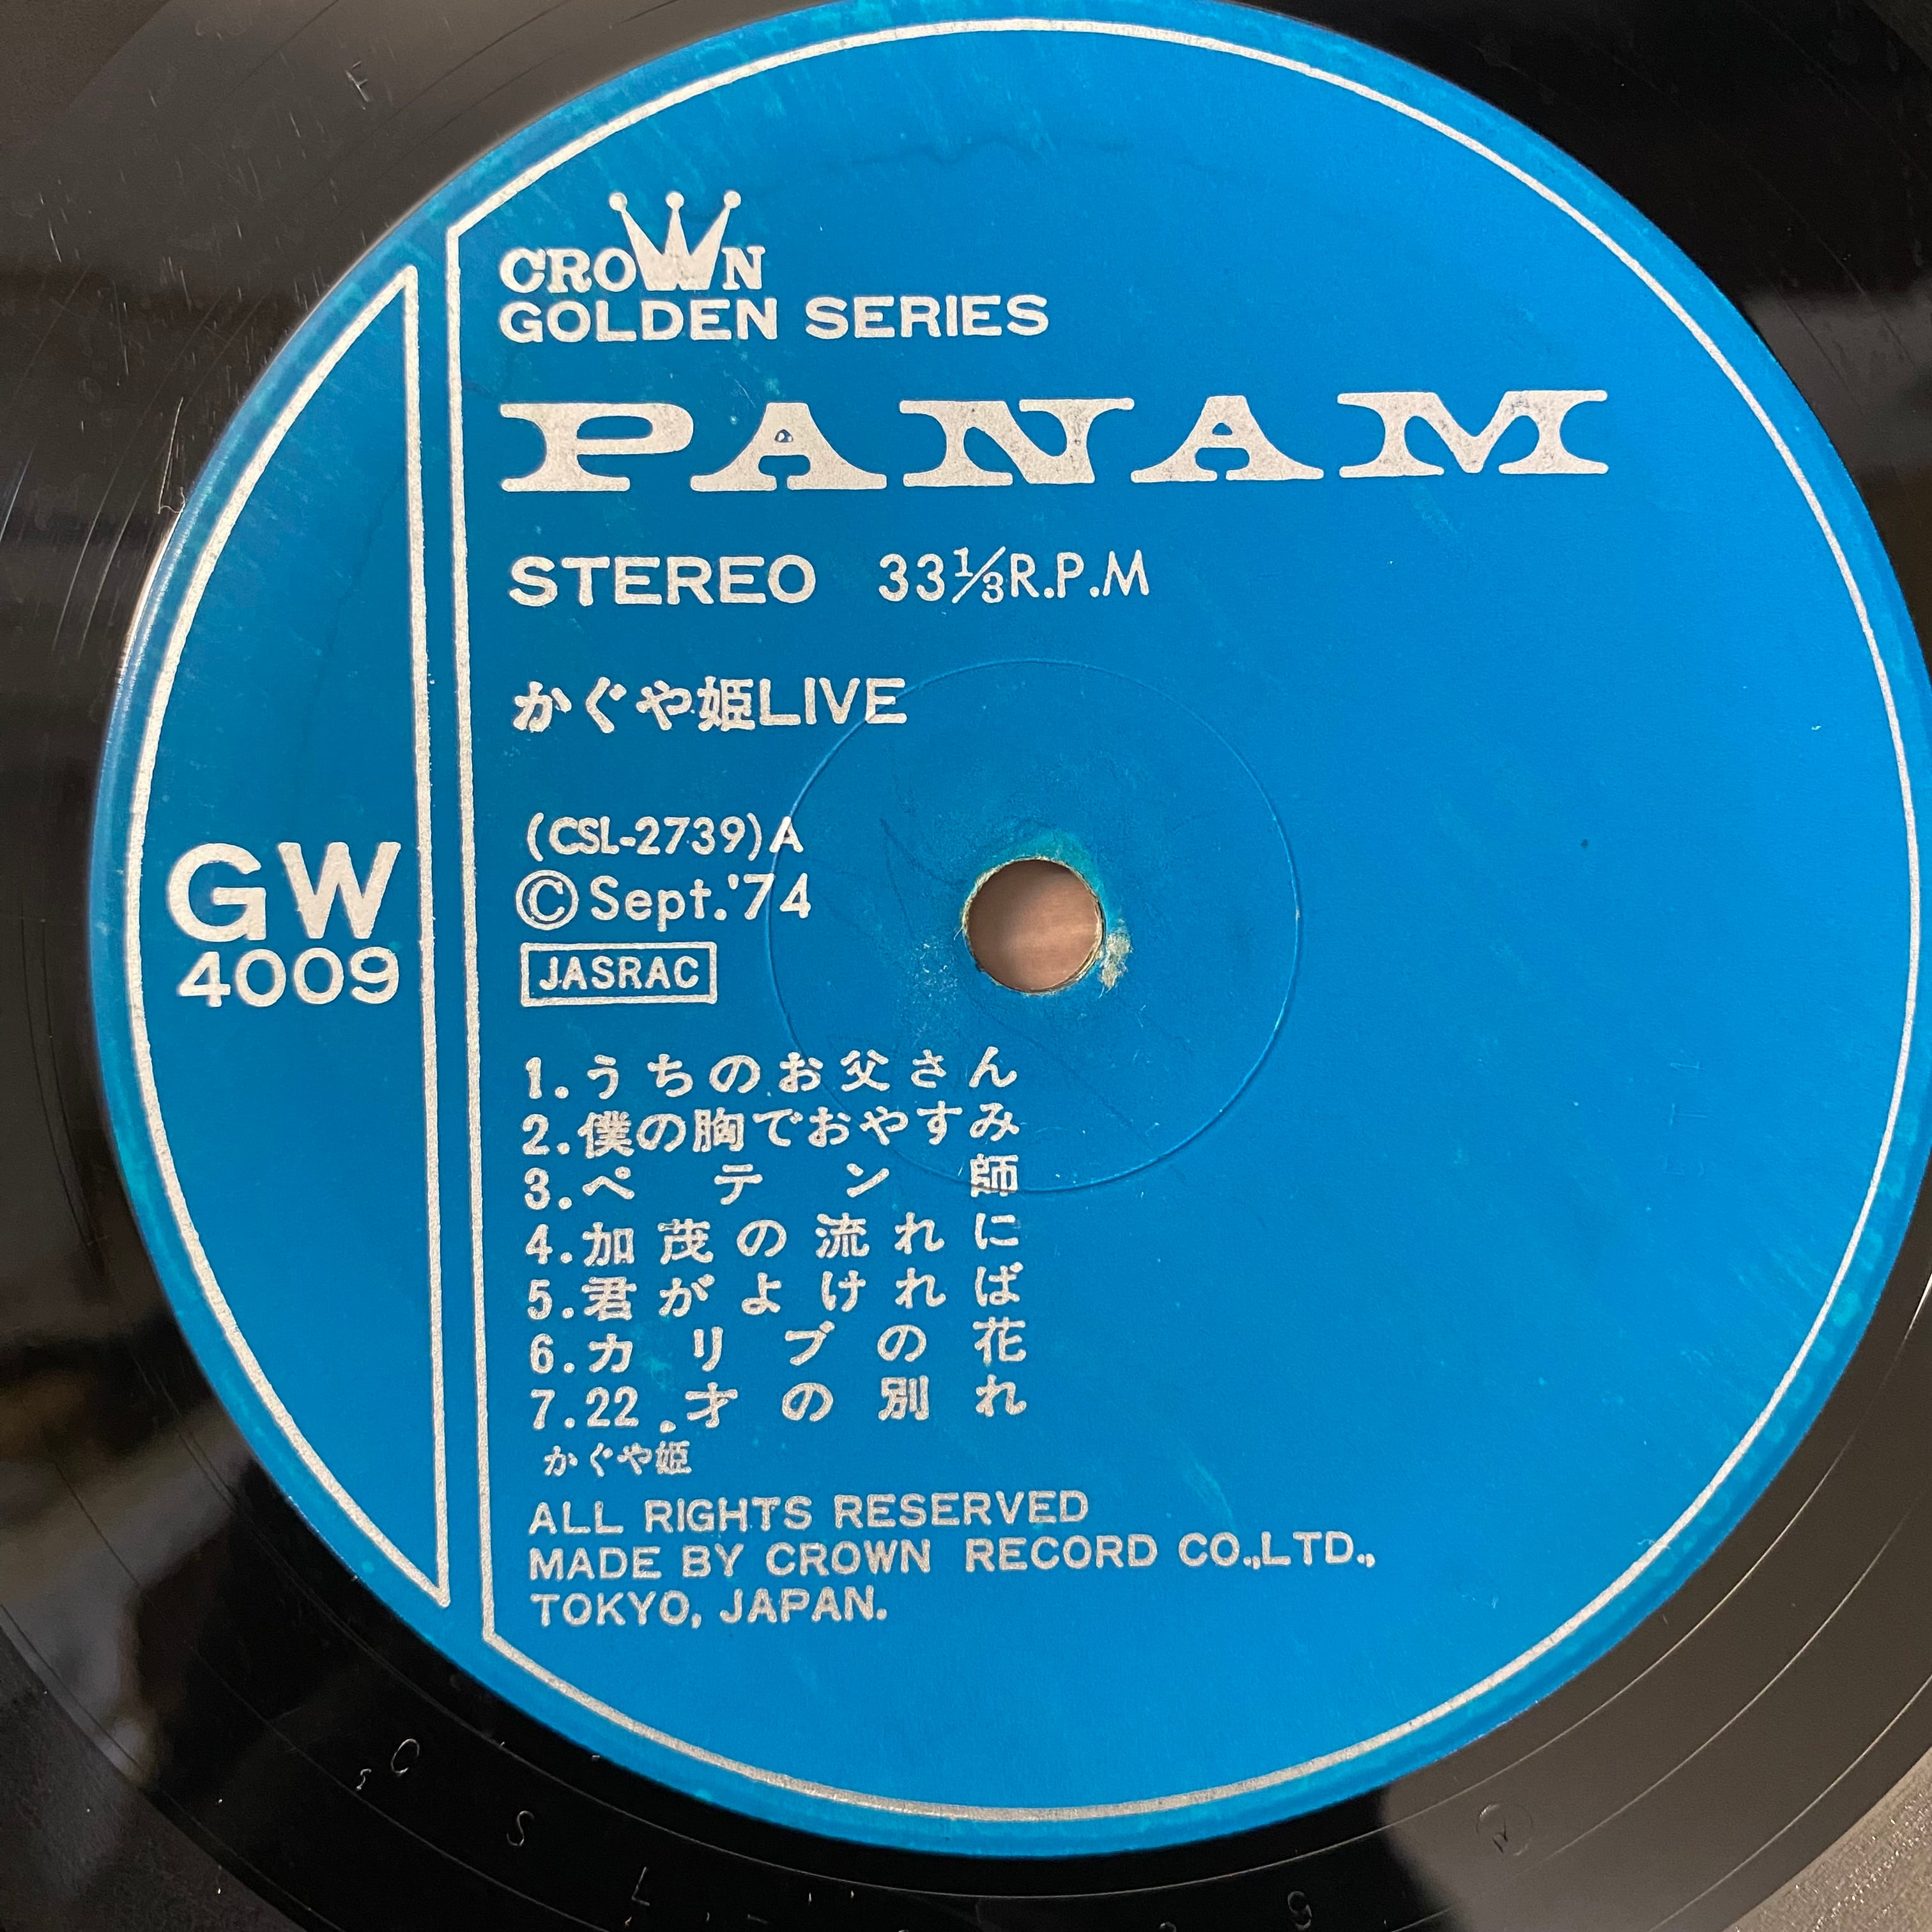 CROWN
GOLDEN SERIES
PANAM
STEREO 33⅓R.P.M
かぐや姫LIVE
(CSL-2739)A
©Sept.'74
JASRAC
GW
4009
1.うちのお父さん
2.僕の胸でおやすみ
3.ペテン師
4.加茂の流れに
5.君がよければ
6.カリブの花
7.22才の別れ
かぐや姫
ALL RIGHTS RESERVED
MADE BY CROWN RECORD CO.,LTD.,
TOKYO, JAPAN.